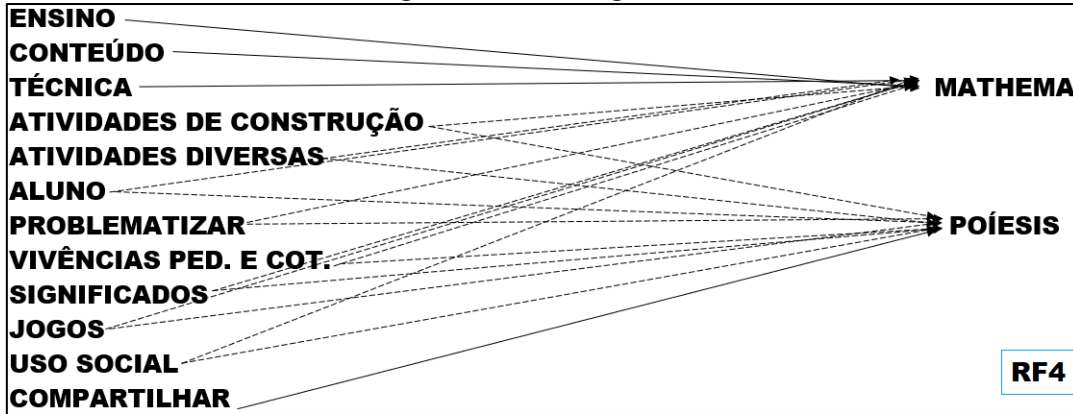 ENSINO
CONTEÚDO
TÉCNICA
MATHEMA
ATIVIDADES DE CONSTRUÇÃO
ATIVIDADES DIVERSAS
ALUNO
PROBLEMATIZAR
POÍESIS
VIVÊNCIAS PED. E COT.
SIGNIFICADOS
JOGOS
USO SOCIAL
RF4
COMPARTILHAR